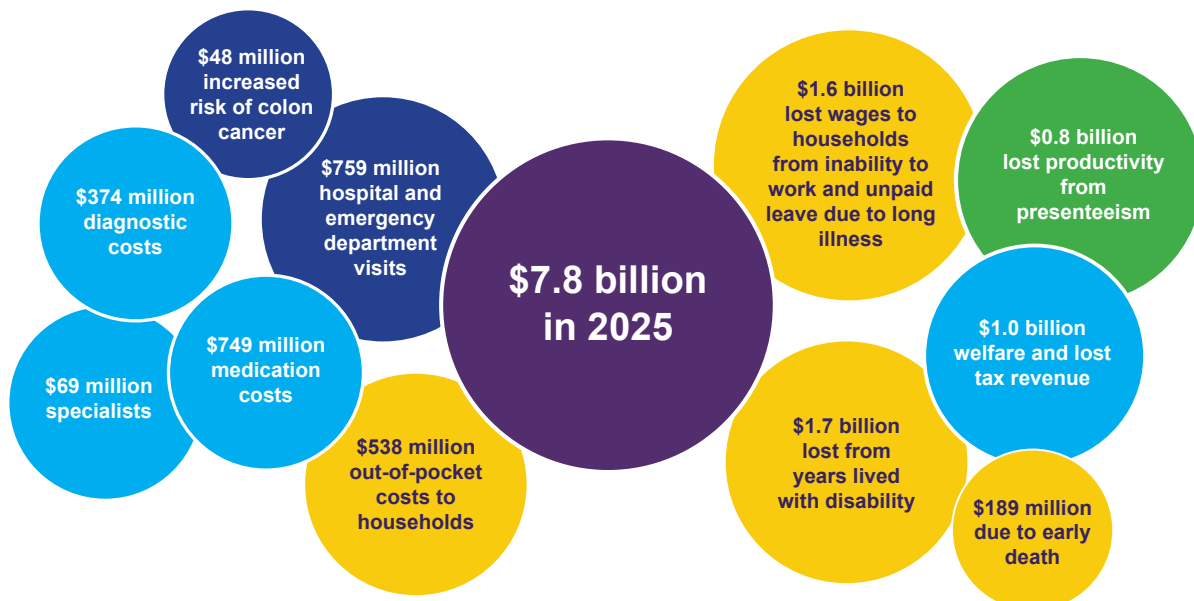 $48 million
increased
risk of colon
cancer
$759 million
hospital and
emergency
department
visits
$374 million
diagnostic
costs
$749 million
medication
costs
$69 million
specialists
$538 million
out-of-pocket
costs to
households
$7.8 billion
in 2025
$1.6 billion
lost wages to
households
from inability to
work and unpaid
leave due to long
illness
$0.8 billion
lost productivity
from
presenteeism
$1.0 billion
welfare and lost
tax revenue
$1.7 billion
lost from
years lived
with disability
$189 million
due to early
death